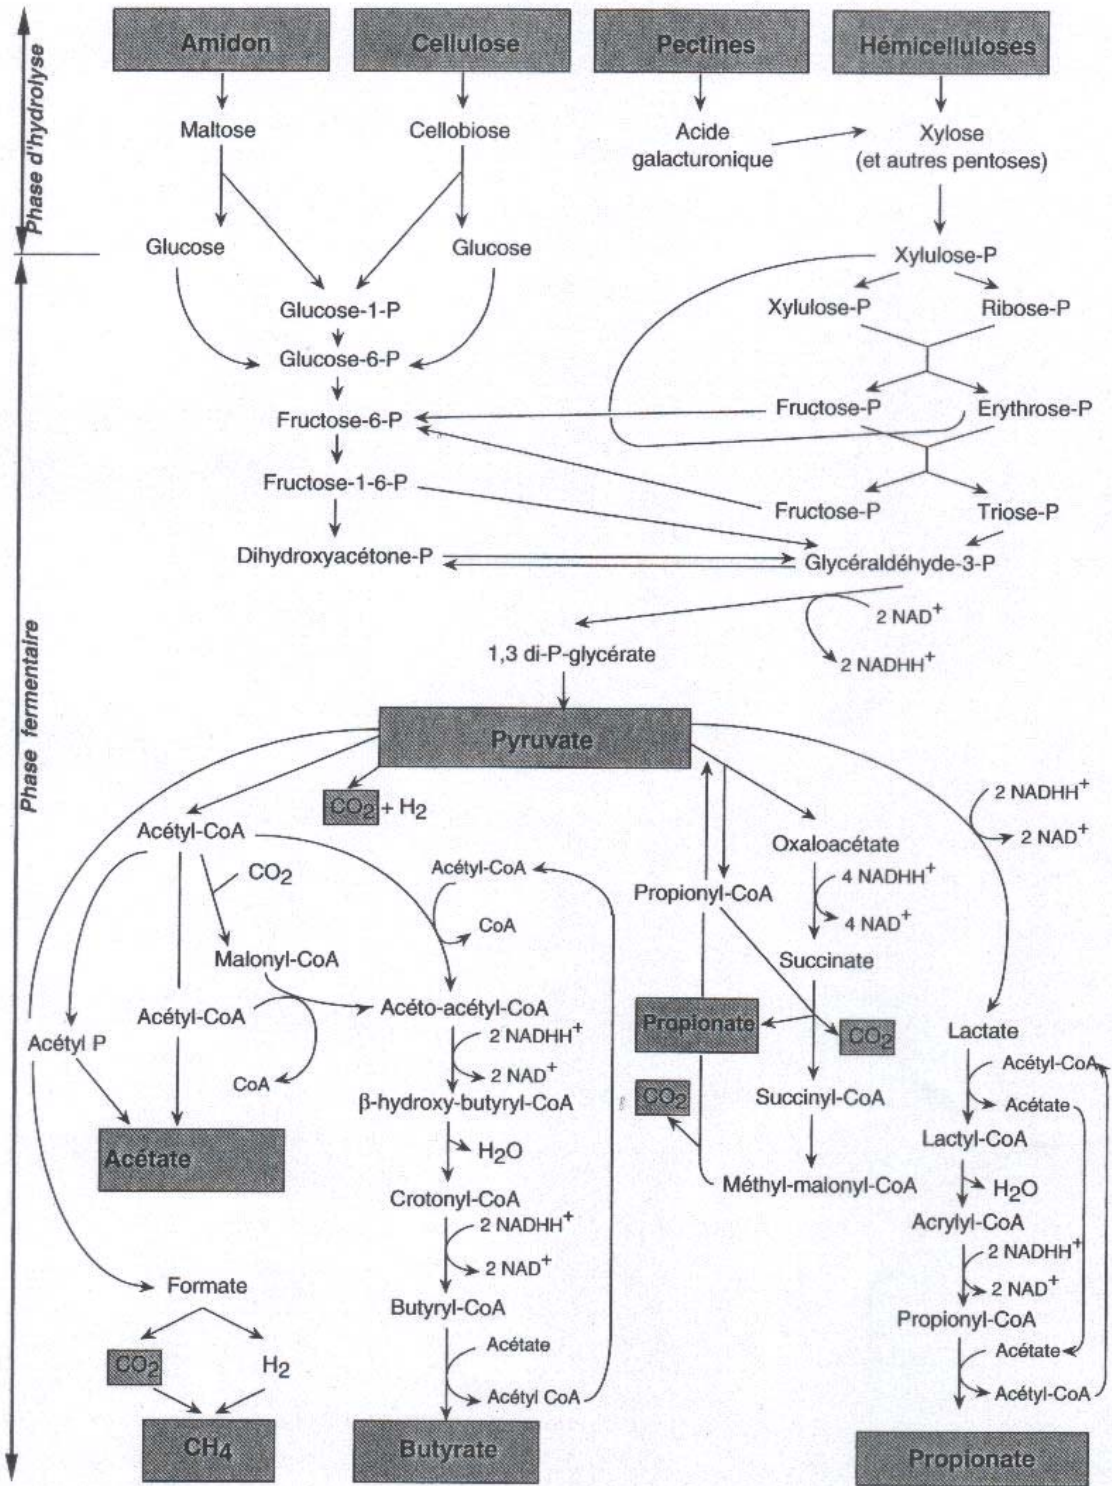 Phase d'hydrolyse
Phase fermentaire
Amidon
Cellulose
Pectines
Hémicelluloses
Maltose
Cellobiose
Acide
galacturonique
Xylose
(et autres pentoses)
Glucose
Glucose
Xylulose-P
Glucose-1-P
Xylulose-P
Ribose-P
Glucose-6-P
Fructose-6-P
Fructose-P
Erythrose-P
Fructose-1-6-P
Fructose-P
Triose-P
Dihydroxyacétone-P
Glycéraldéhyde-3-P
2 NAD+
1,3 di-P-glycérate
2 NADHH+
Pyruvate
CO2 + H2
2 NADHH+
2 NAD+
Acétyl-CoA
Oxaloacétate
CO2
Acétyl-CoA
Propionyl-CoA
4 NADHH+
4 NAD+
CoA
Malonyl-CoA
Succinate
Acétyl-CoA
Acéto-acétyl-CoA
Propionate
CO2
Lactate
Acétyl P
2 NADHH+
2 NAD+
Acétyl-CoA
CoA
β-hydroxy-butyryl-CoA
CO2
Succinyl-CoA
Acétate
Lactyl-CoA
Acétate
H2O
Crotonyl-CoA
Méthyl-malonyl-CoA
H2O
Acrylyl-CoA
2 NADHH+
2 NAD+
2 NADHH+
2 NAD+
Formate
Butyryl-CoA
Propionyl-CoA
CO2
H2
Acétate
Acétyl CoA
Acétate
Acétyl-CoA
CH4
Butyrate
Propionate